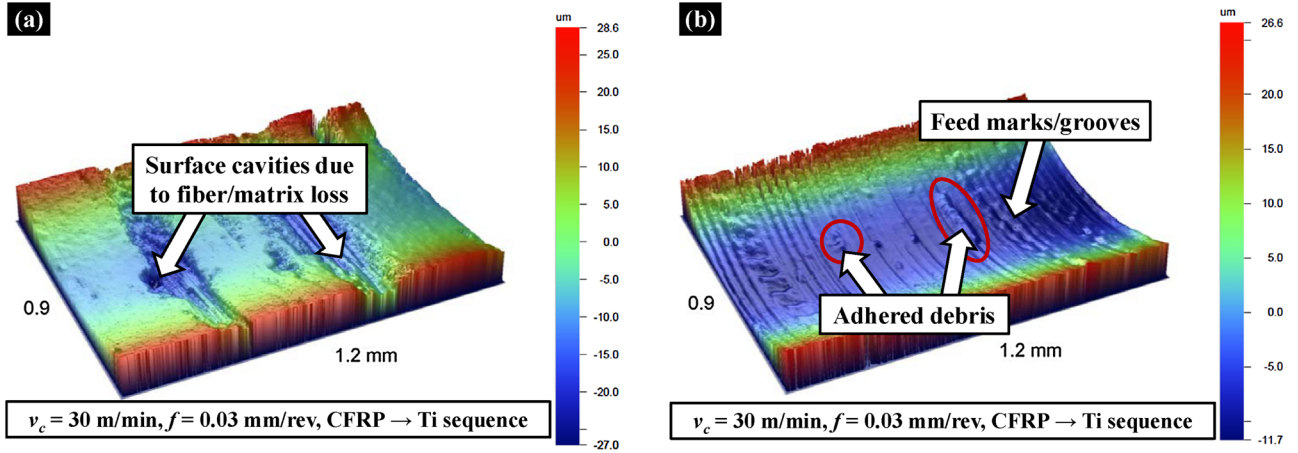 (a)
um
28.6
25.0
20.0
15.0
10.0
5.0
0.0
-5.0
-10.0
-15.0
-20.0
-27.0
Surface cavities due
to fiber/matrix loss
0.9
1.2 mm
v_c = 30 m/min, f = 0.03 mm/rev, CFRP → Ti sequence
(b)
um
26.6
20.0
15.0
10.0
5.0
0.0
-5.0
-11.7
Feed marks/grooves
Adhered debris
0.9
1.2 mm
v_c = 30 m/min, f = 0.03 mm/rev, CFRP → Ti sequence